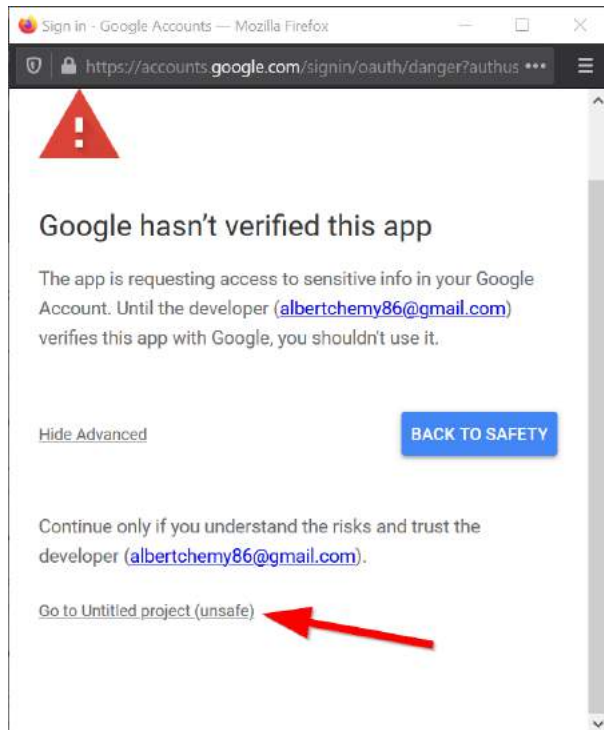 Sign in - Google Accounts — Mozilla Firefox
https://accounts.google.com/signin/oauth/danger?authus
!
Google hasn't verified this app
The app is requesting access to sensitive info in your Google
Account. Until the developer (albertchemy86@gmail.com)
verifies this app with Google, you shouldn't use it.
Hide Advanced
BACK TO SAFETY
Continue only if you understand the risks and trust the
developer (albertchemy86@gmail.com).
Go to Untitled project (unsafe)